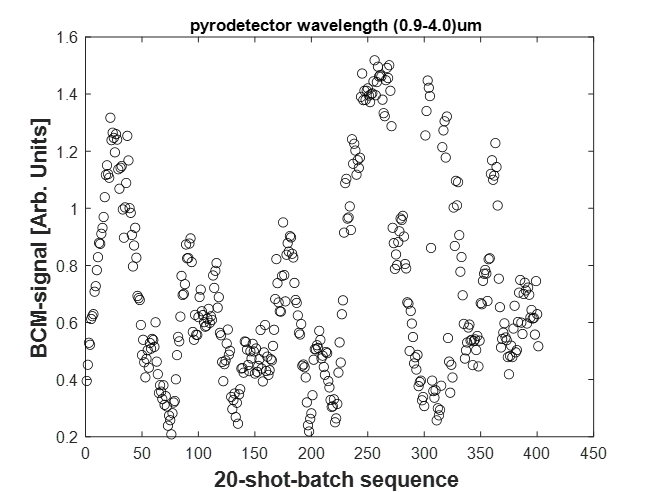 pyrodetector wavelength (0.9-4.0)um
1.6
1.4
1.2
1
0.8
0.6
0.4
0.2
BCM-signal [Arb. Units]
0 50 100 150 200 250 300 350 400 450
20-shot-batch sequence